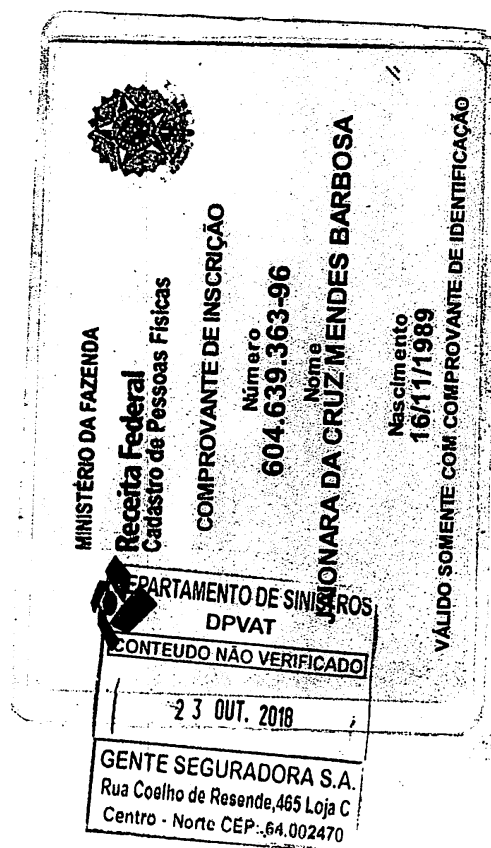 MINISTÉRIO DA FAZENDA
Receita Federal
Cadastro de Pessoas Físicas
COMPROVANTE DE INSCRIÇÃO
Número
604.639.363-96
Nome
DA CRUZ MENDES BARBOSA
Nascimento
16/11/1989
VÁLIDO SOMENTE COM COMPROVANTE DE IDENTIFICAÇÃO
DEPARTAMENTO DE SINISTROS
DPVAT
CONTEUDO NÃO VERIFICADO
23 OUT. 2018
GENTE SEGURADORA S.A.
Rua Coelho de Resende,465 Loja C
Centro - Norte CEP: 64.002470